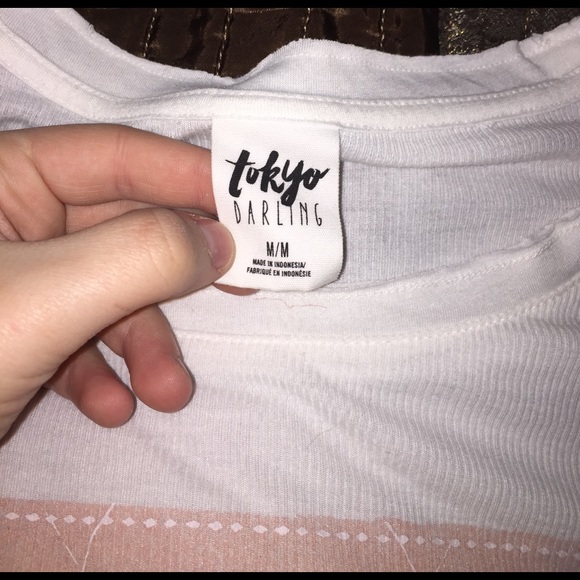 tokyo
DARLING
M/M
MADE IN INDONESIA/
FABRIQUÉ EN INDONÉSIE